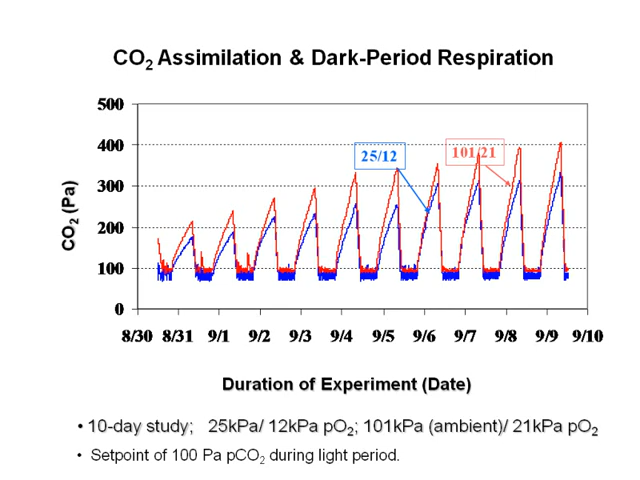 CO₂ Assimilation & Dark-Period Respiration
500
400
300
200
100
0
CO₂ (Pa)
25/12
101/21
8/30 8/31 9/1 9/2 9/3 9/4 9/5 9/6 9/7 9/8 9/9 9/10
Duration of Experiment (Date)
• 10-day study; 25kPa/ 12kPa pO₂; 101kPa (ambient)/ 21kPa pO₂
• Setpoint of 100 Pa pCO₂ during light period.